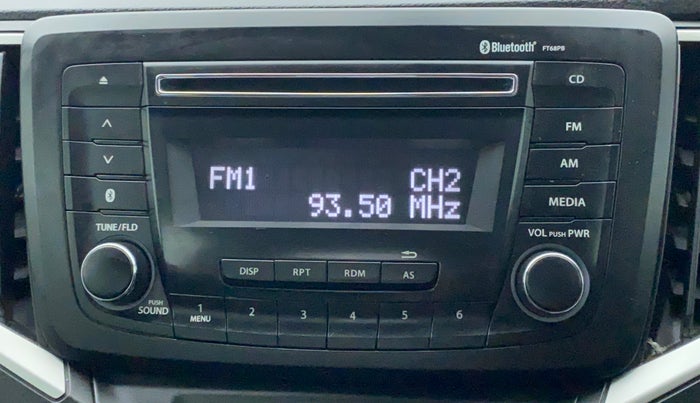 Bluetooth® FT68PB
CD
FM
AM
MEDIA
FM1 CH2
93.50 MHz
TUNE/FLD
VOL PUSH PWR
DISP RPT RDM AS
PUSH
SOUND
1 2 3 4 5 6
MENU